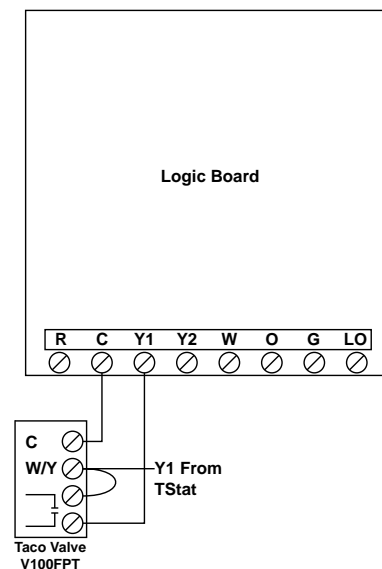 Logic Board
R C Y1 Y2 W O G LO
C
W/Y
Y1 From
TStat
Taco Valve
V100FPT